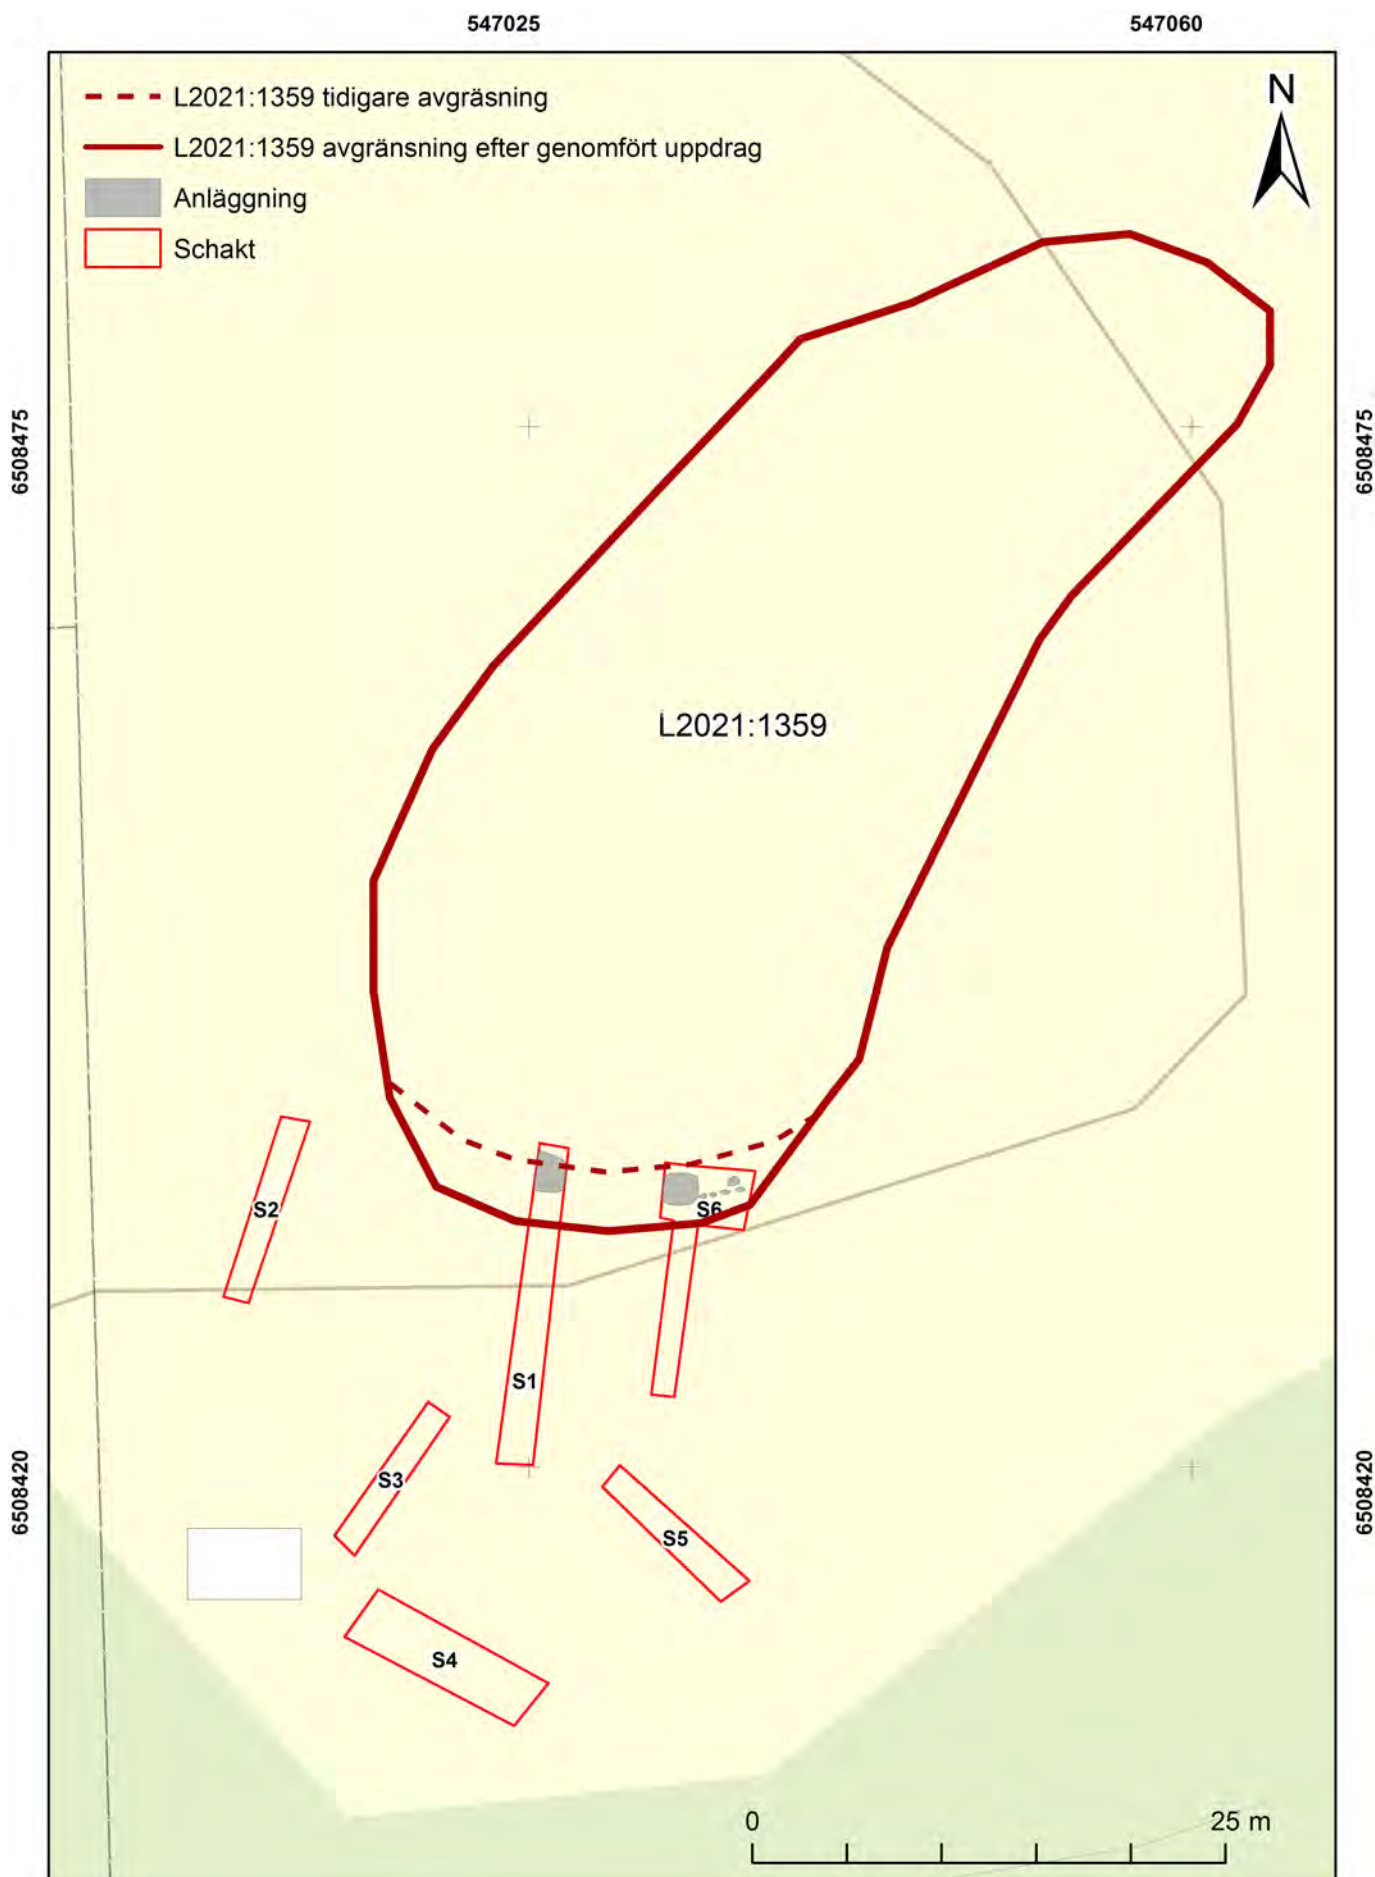 547025 547060
N
L2021:1359 tidigare avgräsning
L2021:1359 avgränsning efter genomfört uppdrag
Anläggning
Schakt
6508475 6508475
L2021:1359
S2
S6
S1
6508420 6508420
S3
S5
S4
0 25 m